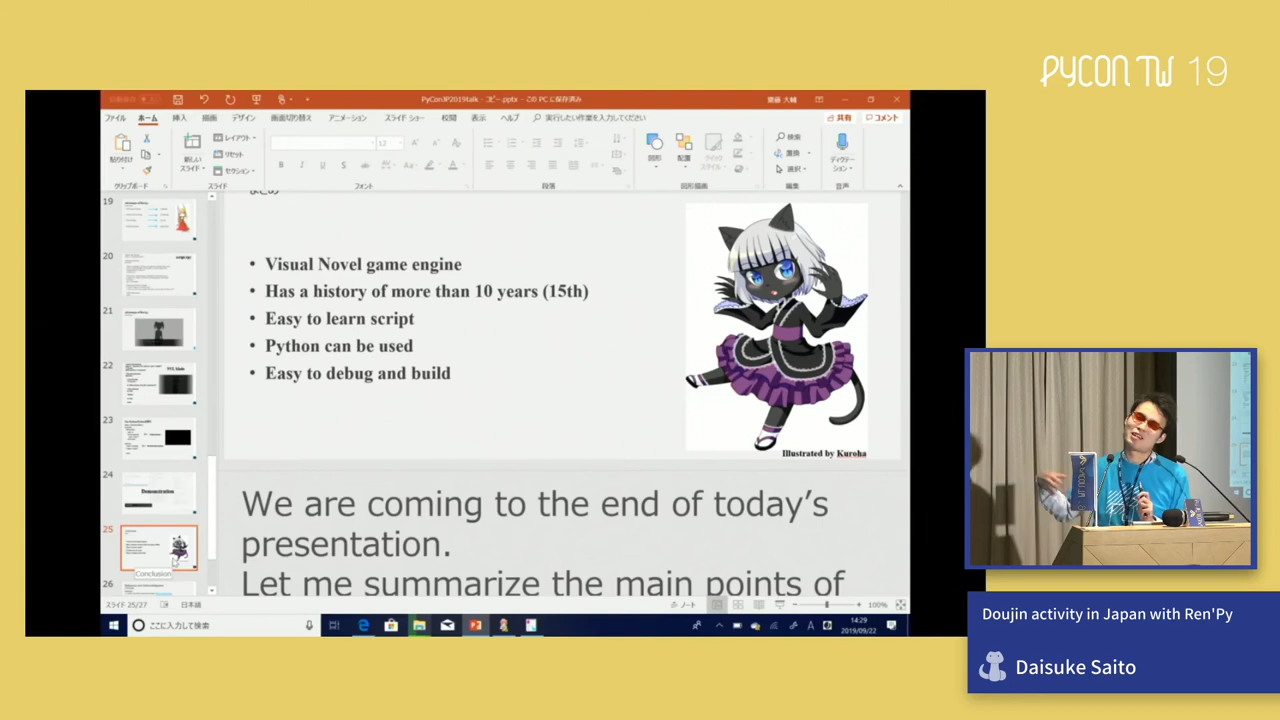 PYCON TW 19
PyConJP2019talk - コピー.pptx - この PC に保存済み
齋藤 大輔
ファイル ホーム 挿入 描画 デザイン 画面切り替え アニメーション スライド ショー 校閲 表示 ヘルプ 実行したい作業を入力してください 共有 コメント
貼り付け
新しい
スライド
レイアウト
リセット
セクション
図形
配置
クイック
スタイル
検索
置換
選択
ディクテー
ション
クリップボード スライド フォント 段落 図形描画 編集 音声
まとめ
• Visual Novel game engine
• Has a history of more than 10 years (15th)
• Easy to learn script
• Python can be used
• Easy to debug and build
Illustrated by Kuroha
19
20
21
22
23
24
Demonstration
25
Conclusion
26
We are coming to the end of today's
presentation.
Let me summarize the main points of
スライド 25/27 日本語 ノート 100%
ここに入力して検索
A
14:29
2019/09/22
Doujin activity in Japan with Ren'Py
Daisuke Saito